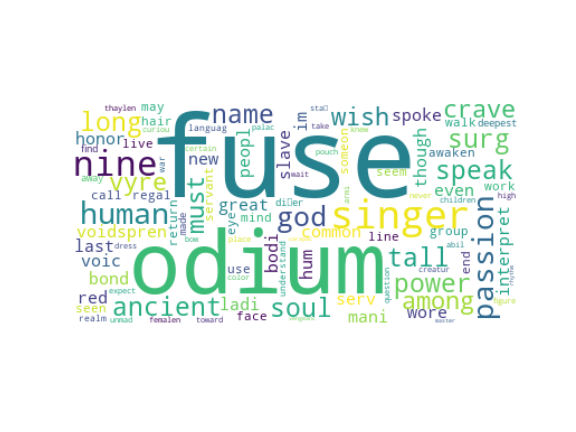 thaylen may
hair
curiou
long
honor
find live
nine
away war
call regal
vyre
human
voidspren
made
last dress
voic
bond
expect
red
seen
realm unmad
fuse
languag palac
certain
name
new peopl
slave
im
wish spoke
pouch
take knew
wait
someon
though
crave
walk deepest
surg
awaken
speak
seem
even work
never children
high
odium
must
servant
return
great
eye mind
god
bodi
hum
common
use
understand
place
color
line
singer
group
armi
question
tall
power
among
wore
creatur
abil
end
passion
interpret
figure
rhythm
ancient
ladi
face
soul
serv
mani
femalen toward
master